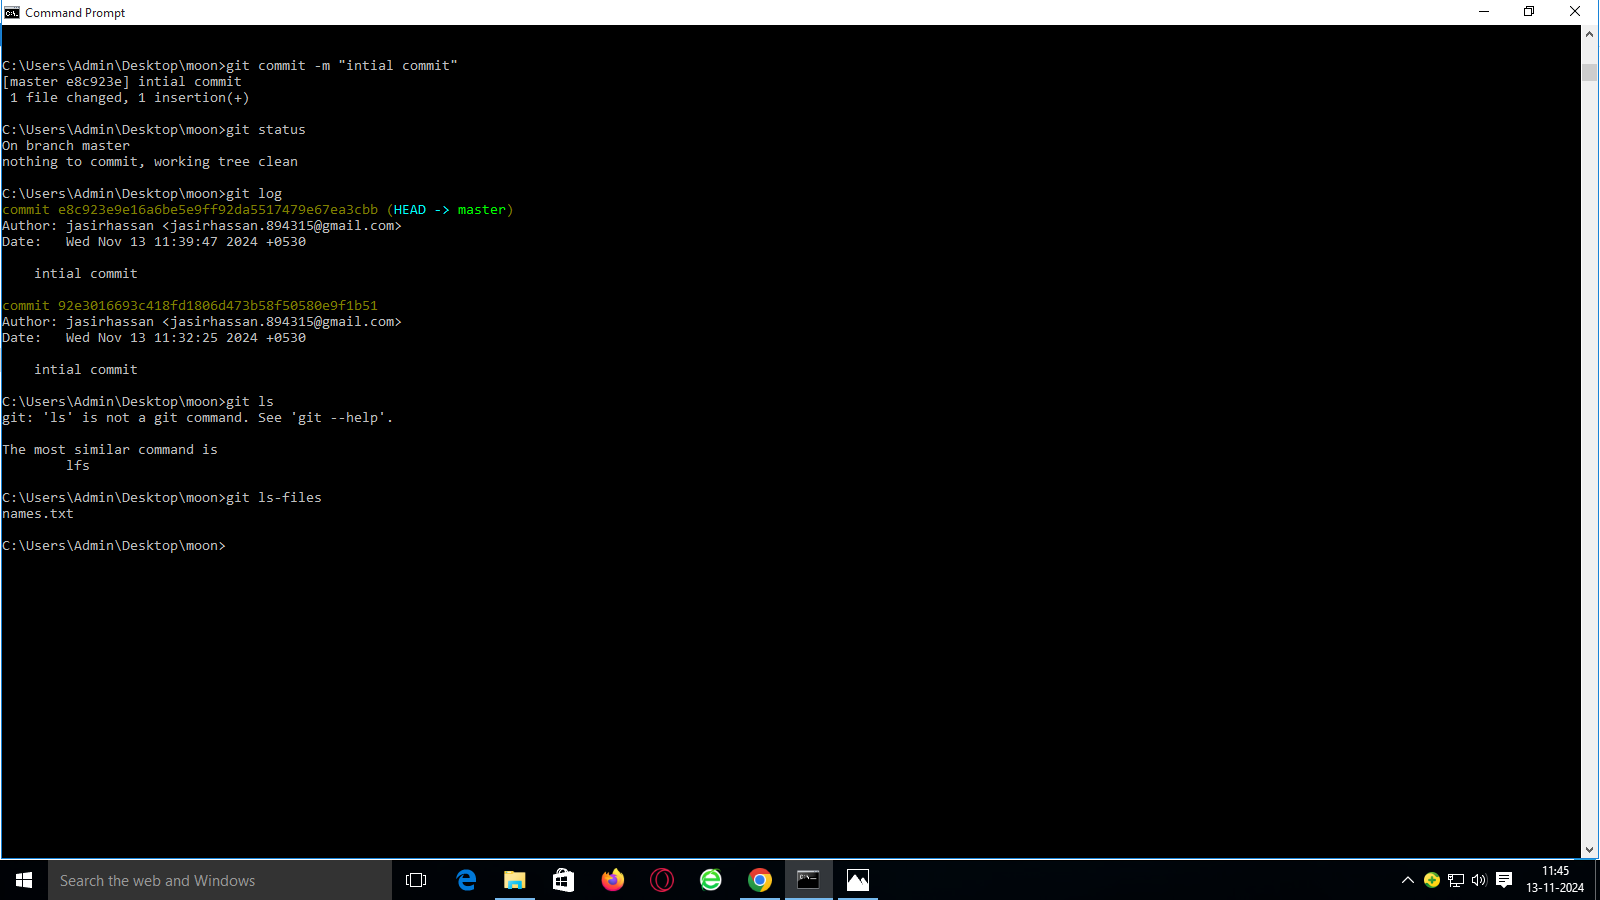 Command Prompt
C:\Users\Admin\Desktop\moon>git commit -m "intial commit"
[master e8c923e] intial commit
 1 file changed, 1 insertion(+)
C:\Users\Admin\Desktop\moon>git status
On branch master
nothing to commit, working tree clean
C:\Users\Admin\Desktop\moon>git log
commit e8c923e9e16a6be5e9ff92da5517479e67ea3cbb (HEAD -> master)
Author: jasirhassan <jasirhassan.894315@gmail.com>
Date:   Wed Nov 13 11:39:47 2024 +0530
    intial commit
commit 92e3016693c418fd1806d473b58f50580e9f1b51
Author: jasirhassan <jasirhassan.894315@gmail.com>
Date:   Wed Nov 13 11:32:25 2024 +0530
    intial commit
C:\Users\Admin\Desktop\moon>git ls
git: 'ls' is not a git command. See 'git --help'.
The most similar command is
        lfs
C:\Users\Admin\Desktop\moon>git ls-files
names.txt
C:\Users\Admin\Desktop\moon>
Search the web and Windows
11:45
13-11-2024